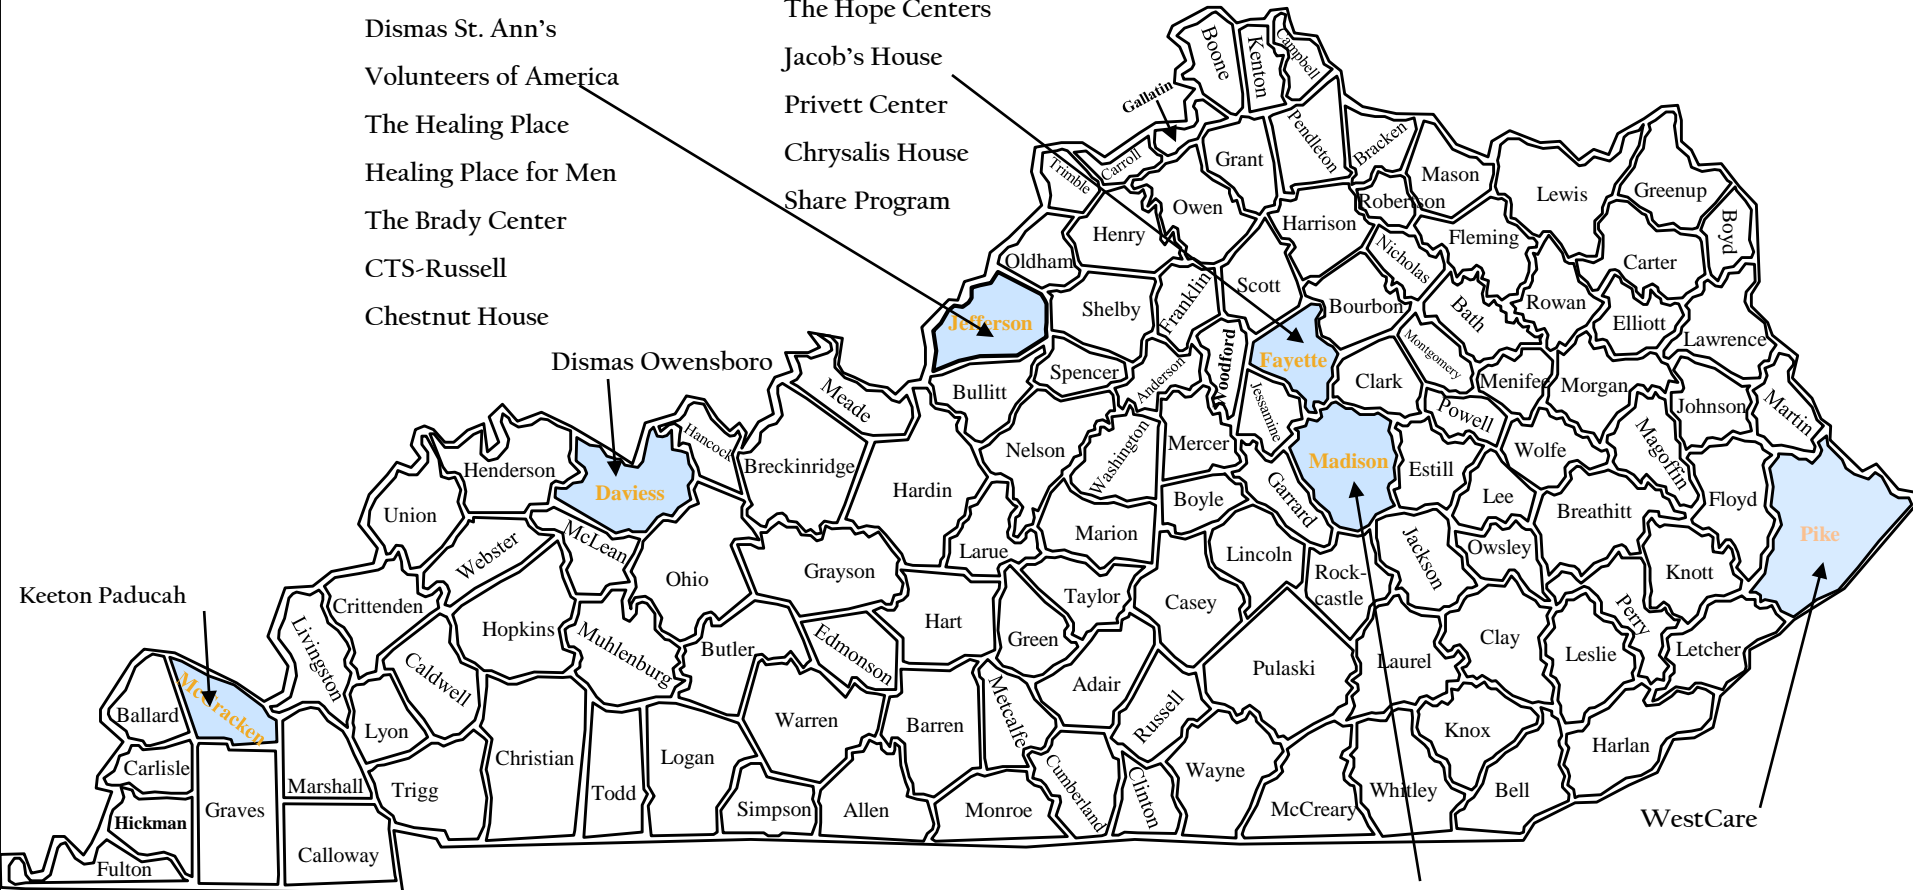 The Hope Centers
Dismas St. Ann’s
Jacob’s House
Volunteers of America
Privett Center
The Healing Place
Chrysalis House
Healing Place for Men
Share Program
The Brady Center
CTS-Russell
Chestnut House
Dismas Owensboro
Keeton Paducah
WestCare
Boone
Kenton
Campbell
Gallatin
Carroll
Trimble
Grant
Pendleton
Bracken
Mason
Robertson
Lewis
Greenup
Boyd
Owen
Henry
Harrison
Fleming
Nicholas
Carter
Oldham
Shelby
Franklin
Scott
Bourbon
Bath
Rowan
Elliott
Lawrence
Jefferson
Fayette
Woodford
Spencer
Anderson
Montgomery
Clark
Menifee
Morgan
Johnson
Martin
Bullitt
Meade
Jessamine
Powell
Magoffin
Nelson
Washington
Mercer
Madison
Estill
Wolfe
Hancock
Breckinridge
Hardin
Henderson
Daviess
Garrard
Boyle
Lee
Breathitt
Floyd
Pike
Union
Webster
McLean
Ohio
Grayson
Larue
Marion
Lincoln
Rock-
castle
Jackson
Owsley
Knott
Perry
Letcher
Crittenden
Livingston
Hopkins
Muhlenburg
Butler
Edmonson
Hart
Green
Taylor
Casey
Pulaski
Laurel
Clay
Leslie
Caldwell
Lyon
Ballard
McCracken
Carlisle
Hickman
Fulton
Graves
Marshall
Calloway
Trigg
Christian
Todd
Logan
Warren
Simpson
Allen
Barren
Metcalfe
Monroe
Adair
Russell
Cumberland
Clinton
Wayne
McCreary
Whitley
Knox
Bell
Harlan